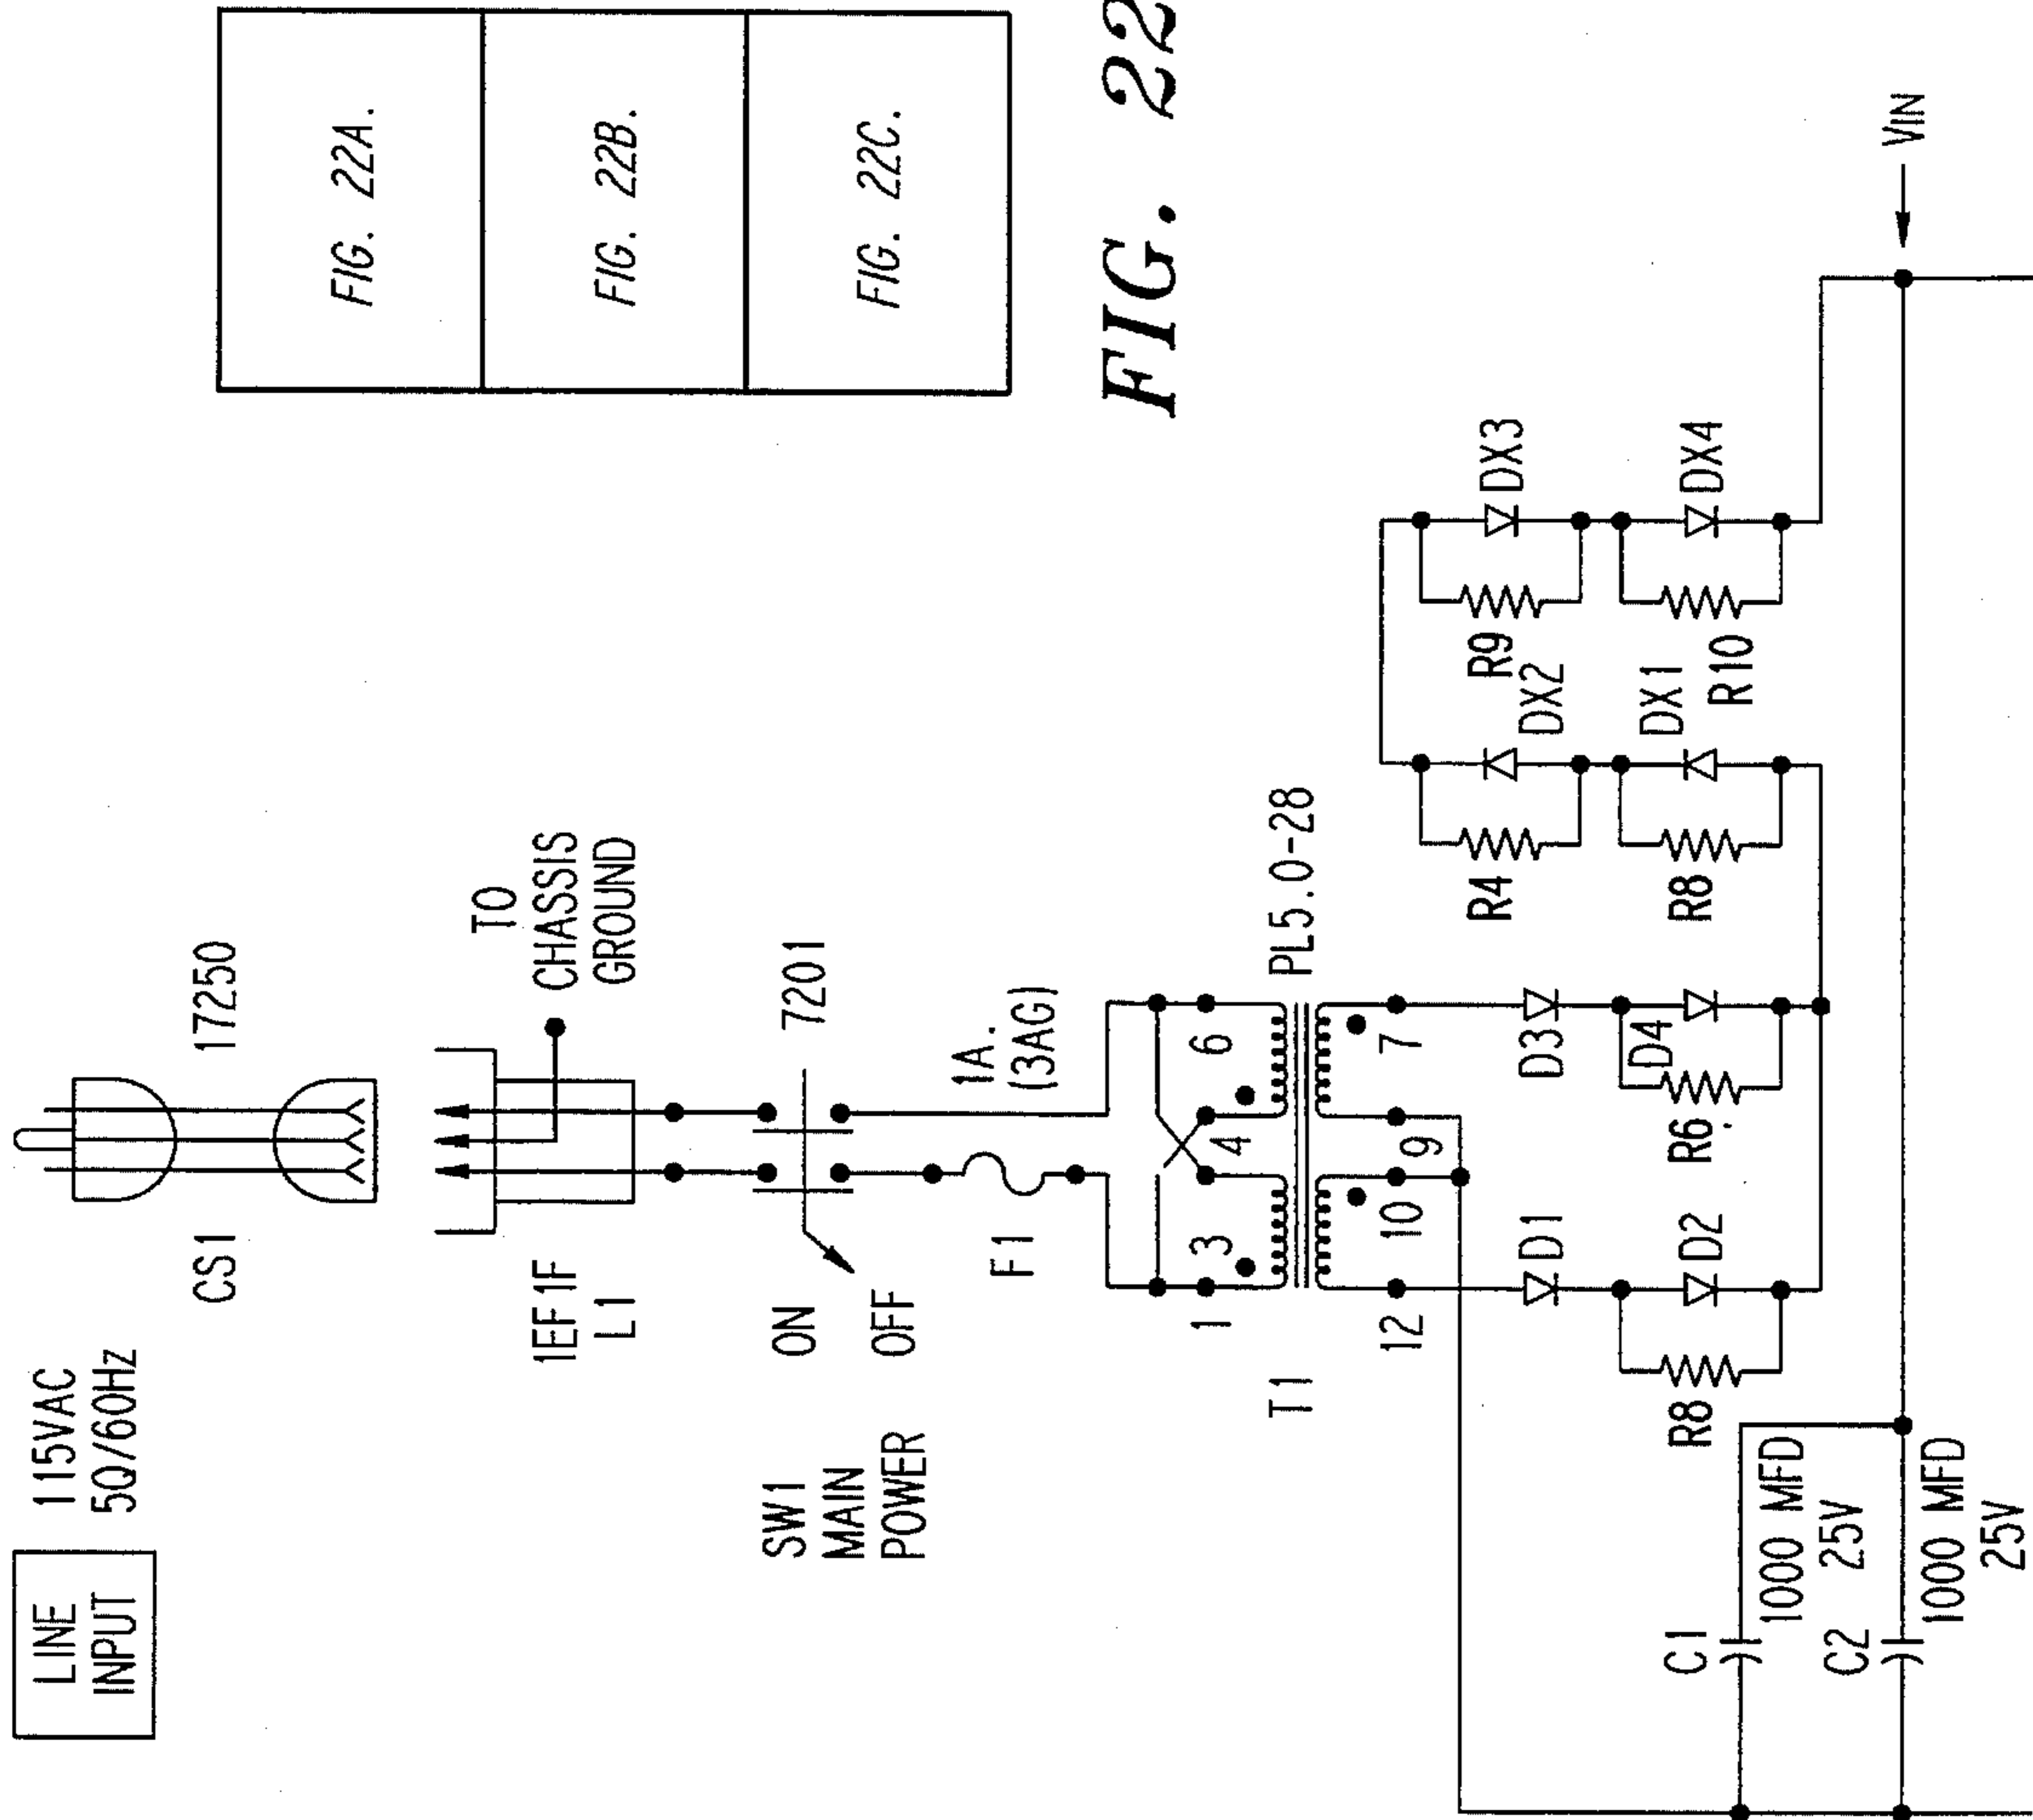 LINE
INPUT
115VAC
50/60Hz
CS1
17250
1EF1F
L1
TO
CHASSIS
GROUND
SW1
MAIN
POWER
ON
OFF
7201
F1
1A.
(3AG)
T1
PL5.0-28
1
3
4
6
12
10
9
7
D1
D2
R8
D3
D4
R6
R4
DX2
R8
DX1
R9
DX3
R10
DX4
C1
1000 MFD
25V
C2
1000 MFD
25V
VIN
FIG. 22A.
FIG. 22B.
FIG. 22C.
FIG. 22